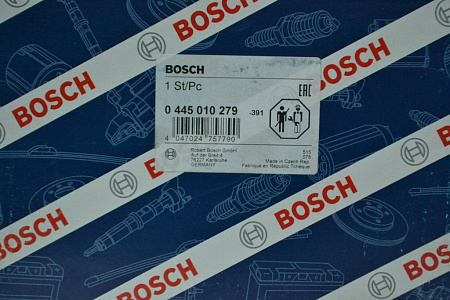 BOSCH
BOSCH
BOSCH
BOSCH
1 St/Pc
EAC
0 445 010 279
-391
4 047024 757790
Robert Bosch GmbH
Auf der Breit 4
76227 Karlsruhe
GERMANY
Made in Czech Rep.
Fabriqué en République Tchèque
BOSCH
BOSCH
BOSCH
BOSCH
BOSCH